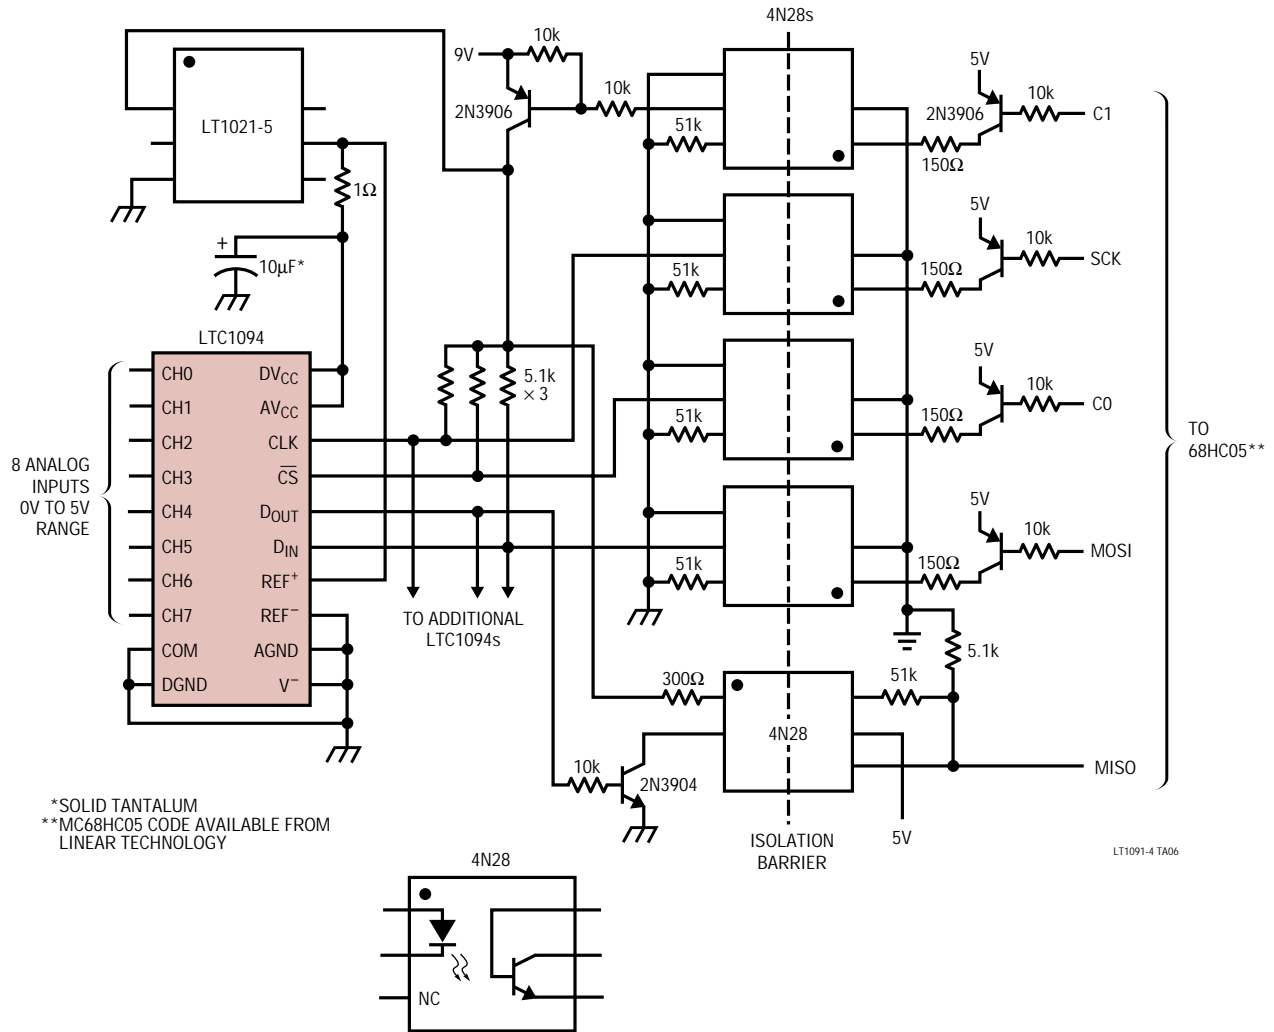 4N28s
10k
9V
5V
10k
10k
2N3906
2N3906
C1
LT1021-5
51k
150Ω
1Ω
5V
+
10µF*
10k
SCK
51k
150Ω
LTC1094
5V
CH0
DVCC
5.1k
× 3
10k
C0
CH1
AVCC
51k
150Ω
CH2
CLK
TO
68HC05**
8 ANALOG
INPUTS
0V TO 5V
RANGE
CH3
C̅S̅
CH4
DOUT
5V
10k
MOSI
CH5
DIN
51k
150Ω
CH6
REF+
TO ADDITIONAL
LTC1094s
CH7
REF–
COM
AGND
5.1k
DGND
V–
300Ω
51k
4N28
10k
2N3904
MISO
*SOLID TANTALUM
**MC68HC05 CODE AVAILABLE FROM
LINEAR TECHNOLOGY
ISOLATION
BARRIER
5V
LT1091-4 TA06
4N28
NC